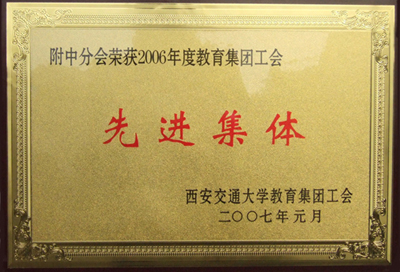 附中分会荣获2006年度教育集团工会
先进集体
西安交通大学教育集团工会
二〇〇七年元月